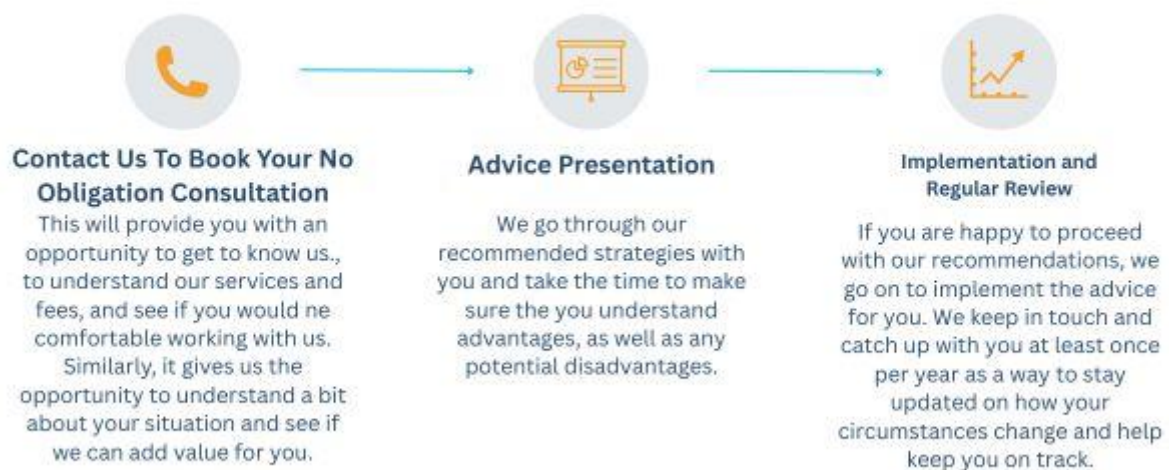 Contact Us To Book Your No
Obligation Consultation
This will provide you with an
opportunity to get to know us.,
to understand our services and
fees, and see if you would ne
comfortable working with us.
Similarly, it gives us the
opportunity to understand a bit
about your situation and see if
we can add value for you.
Advice Presentation
We go through our
recommended strategies with
you and take the time to make
sure the you understand
advantages, as well as any
potential disadvantages.
Implementation and
Regular Review
If you are happy to proceed
with our recommendations, we
go on to implement the advice
for you. We keep in touch and
catch up with you at least once
per year as a way to stay
updated on how your
circumstances change and help
keep you on track.